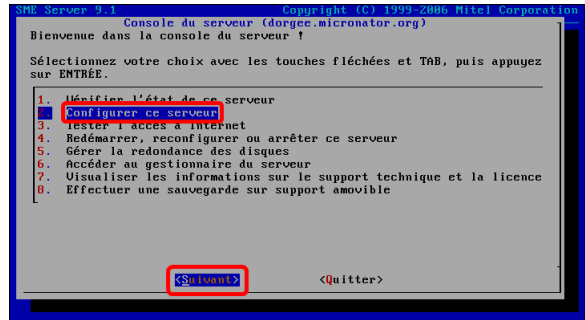 SME Server 9.1 Copyright (C) 1999-2006 Mitel Corporation
Console du serveur (dorgee.micronator.org)
Bienvenue dans la console du serveur !
Sélectionnez votre choix avec les touches fléchées et TAB, puis appuyez
sur ENTRÉE.
1. Vérifier l'état de ce serveur
2. Configurer ce serveur
3. Tester l'accès à Internet
4. Redémarrer, reconfigurer ou arrêter ce serveur
5. Gérer la redondance des disques
6. Accéder au gestionnaire du serveur
7. Visualiser les informations sur le support technique et la licence
8. Effectuer une sauvegarde sur support amovible
<Suivant> <Quitter>